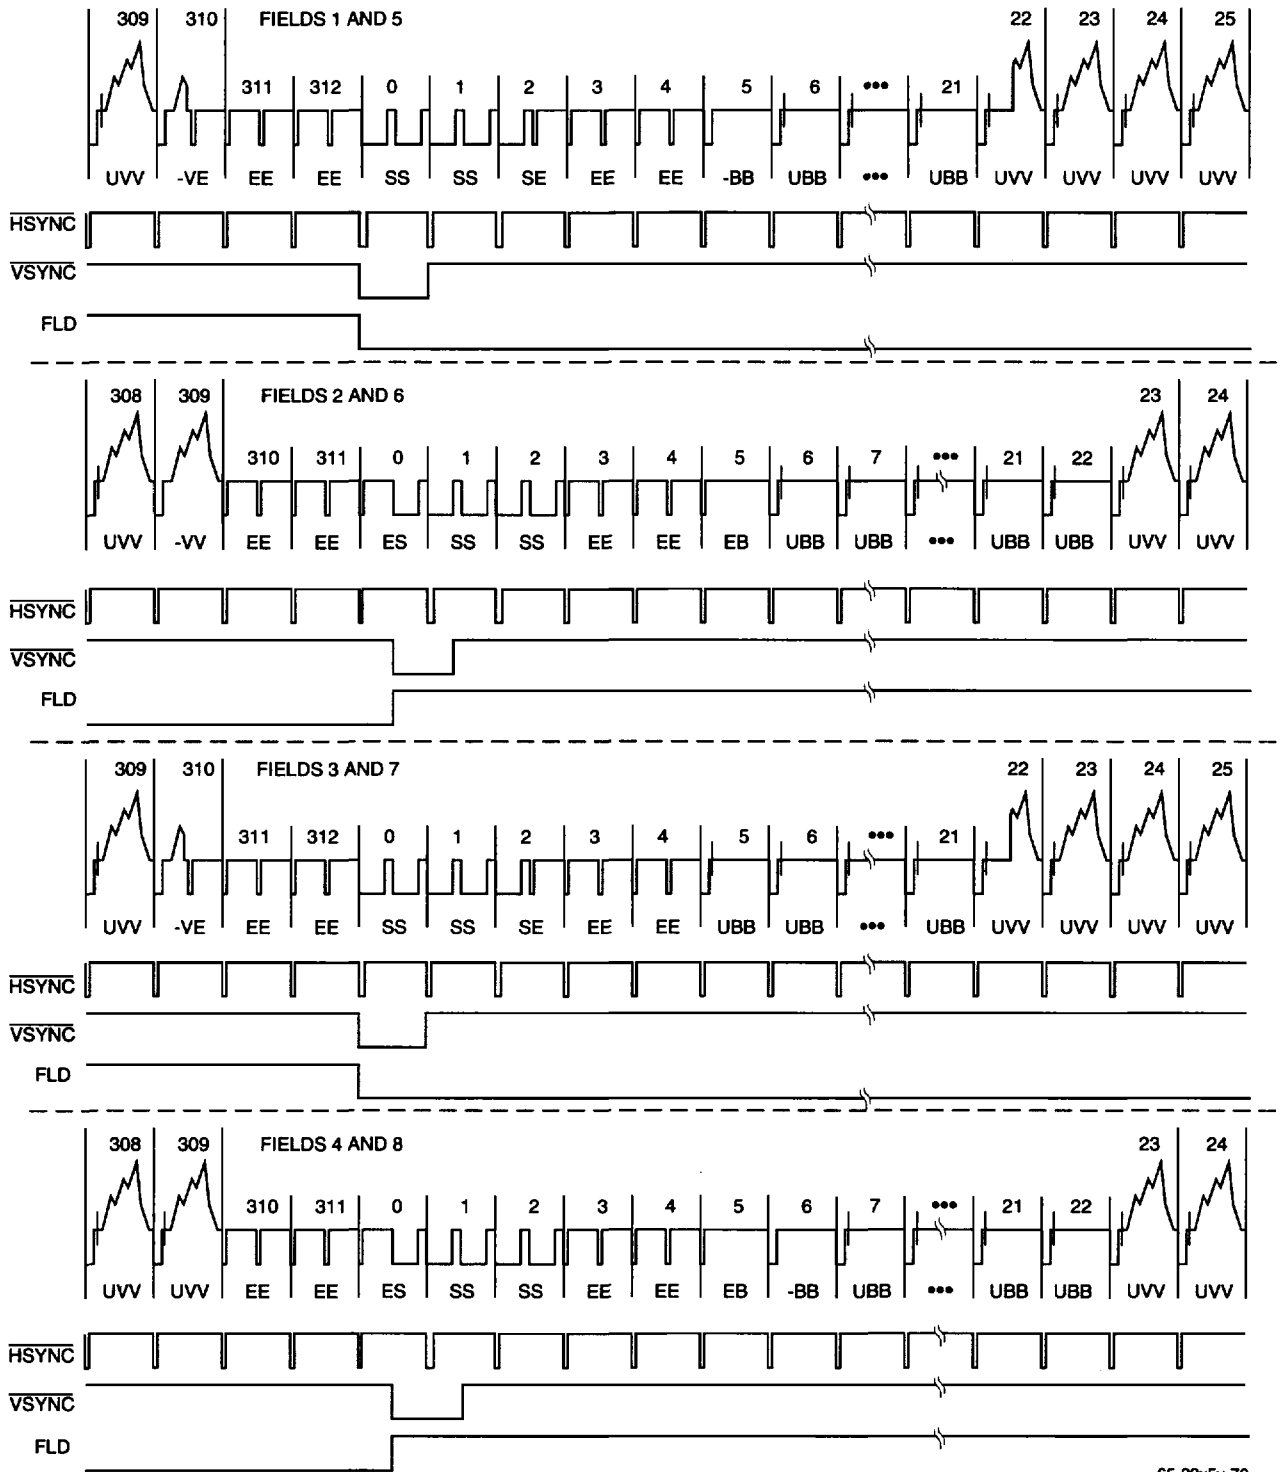 309 310 FIELDS 1 AND 5 22 23 24 25
311 312 0 1 2 3 4 5 6 ••• 21
UVV -VE EE EE SS SS SE EE EE -BB UBB ••• UBB UVV UVV UVV UVV
HSYNC
VSYNC
FLD
308 309 FIELDS 2 AND 6 23 24
310 311 0 1 2 3 4 5 6 7 ••• 21 22
UVV -VV EE EE ES SS SS EE EE EB UBB UBB ••• UBB UBB UVV UVV
HSYNC
VSYNC
FLD
309 310 FIELDS 3 AND 7 22 23 24 25
311 312 0 1 2 3 4 5 6 ••• 21
UVV -VE EE EE SS SS SE EE EE UBB UBB ••• UBB UVV UVV UVV UVV
HSYNC
VSYNC
FLD
308 309 FIELDS 4 AND 8 23 24
310 311 0 1 2 3 4 5 6 7 ••• 21 22
UVV UVV EE EE ES SS SS EE EE EB -BB UBB ••• UBB UBB UVV UVV
HSYNC
VSYNC
FLD